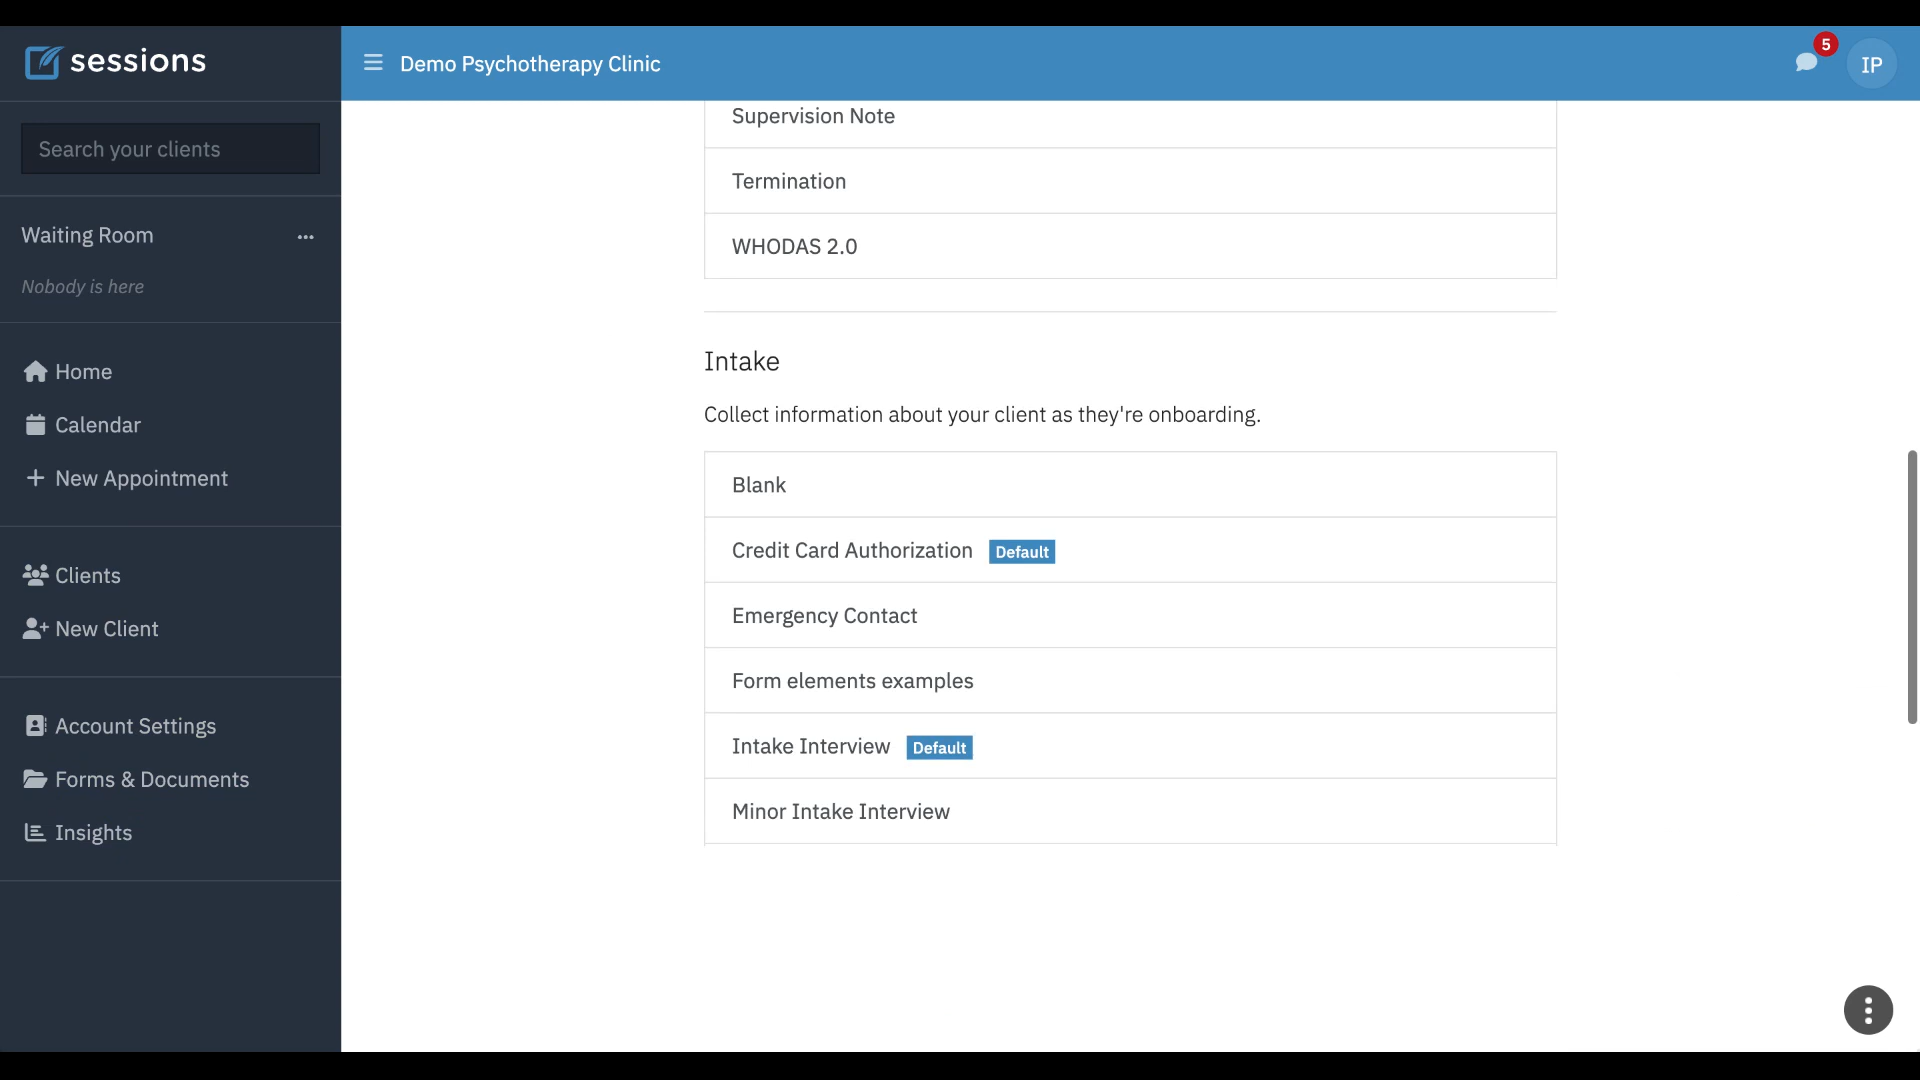 sessions
Demo Psychotherapy Clinic
5
IP
Search your clients
Waiting Room
...
Nobody is here
Home
Calendar
New Appointment
Clients
New Client
Account Settings
Forms & Documents
Insights
Supervision Note
Termination
WHODAS 2.0
Intake
Collect information about your client as they're onboarding.
Blank
Credit Card Authorization Default
Emergency Contact
Form elements examples
Intake Interview Default
Minor Intake Interview